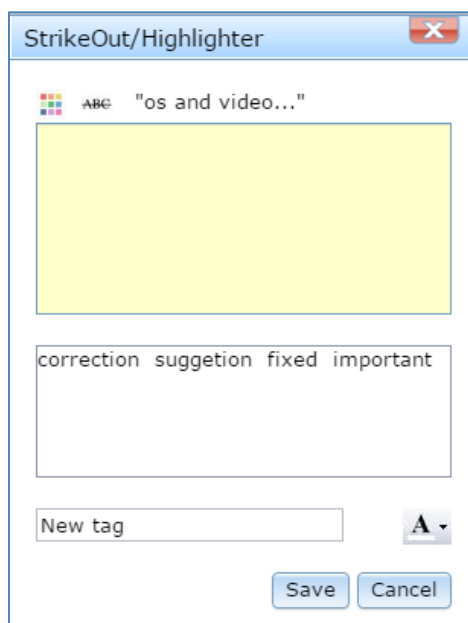 StrikeOut/Highlighter
ABC "os and video..."
correction suggetion fixed important
New tag
A
Save Cancel